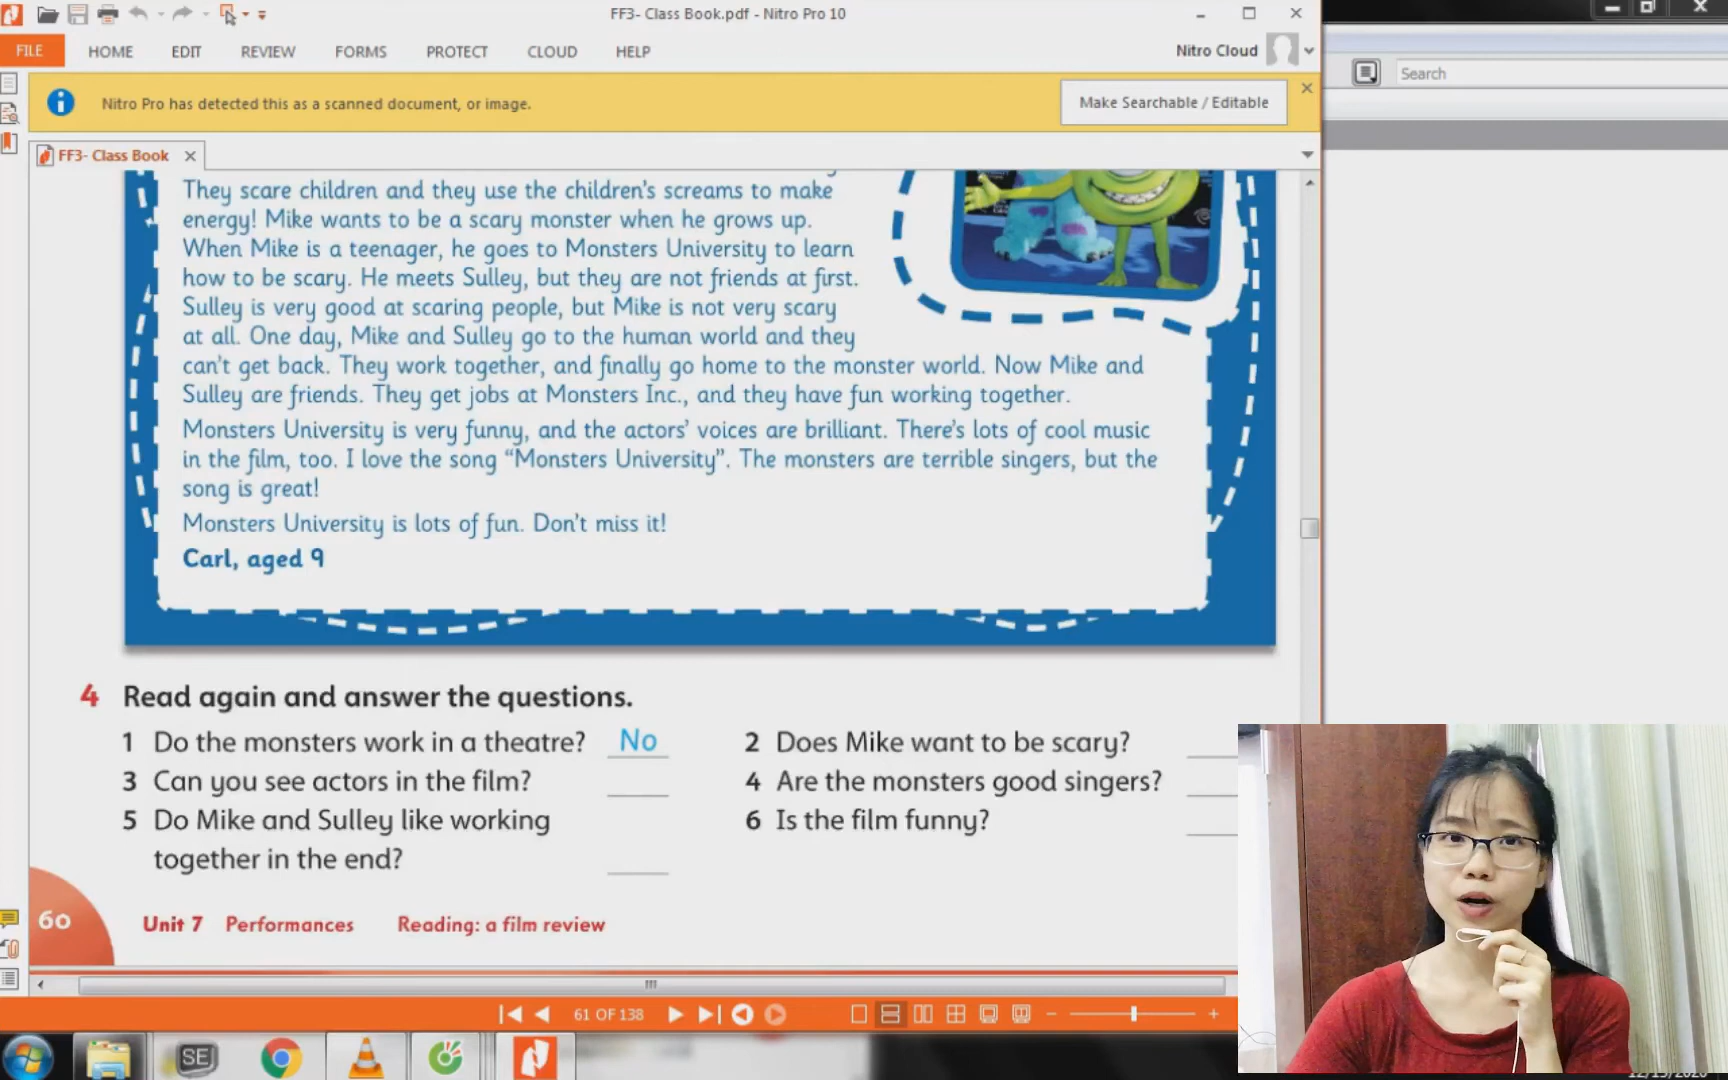 FF3- Class Book.pdf - Nitro Pro 10
FILE HOME EDIT REVIEW FORMS PROTECT CLOUD HELP Nitro Cloud
Search
Nitro Pro has detected this as a scanned document, or image. Make Searchable / Editable
FF3- Class Book
They scare children and they use the children's screams to make
energy! Mike wants to be a scary monster when he grows up.
When Mike is a teenager, he goes to Monsters University to learn
how to be scary. He meets Sulley, but they are not friends at first.
Sulley is very good at scaring people, but Mike is not very scary
at all. One day, Mike and Sulley go to the human world and they
can't get back. They work together, and finally go home to the monster world. Now Mike and
Sulley are friends. They get jobs at Monsters Inc., and they have fun working together.
Monsters University is very funny, and the actors' voices are brilliant. There's lots of cool music
in the film, too. I love the song "Monsters University". The monsters are terrible singers, but the
song is great!
Monsters University is lots of fun. Don't miss it!
Carl, aged 9
4 Read again and answer the questions.
1 Do the monsters work in a theatre? No
2 Does Mike want to be scary?
3 Can you see actors in the film?
4 Are the monsters good singers?
5 Do Mike and Sulley like working
together in the end?
6 Is the film funny?
60 Unit 7 Performances Reading: a film review
61 OF 138
SE